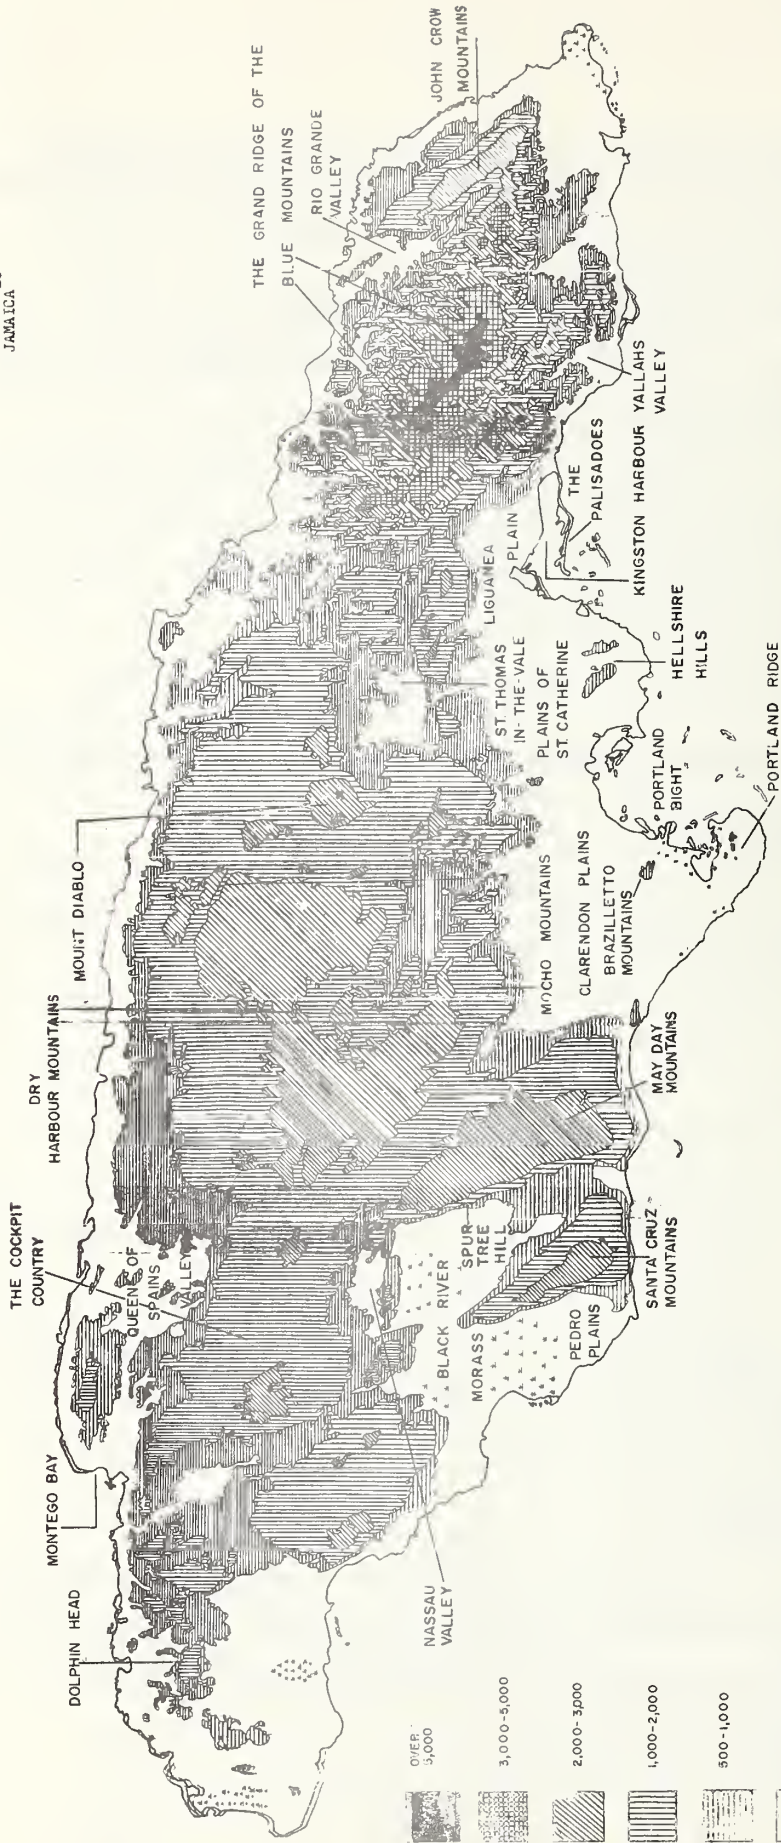 JAMAICA
THE GRAND RIDGE OF THE
BLUE MOUNTAINS
RIO GRANDE
VALLEY
JOHN CROW
MOUNTAINS
MOUNT DIABLO
DRY
HARBOUR MOUNTAINS
THE COCKPIT
COUNTRY
QUEEN OF
SPAINS
VALLEY
MONTEGO BAY
DOLPHIN HEAD
NASSAU
VALLEY
BLACK RIVER
MORASS
SPUR-
TREE
HILL
PEDRO
PLAINS
SANTA CRUZ
MOUNTAINS
MAY DAY
MOUNTAINS
MOCHO MOUNTAINS
CLARENDON PLAINS
BRAZILLETTO
MOUNTAINS
PORTLAND
BIGHT
PORTLAND RIDGE
ST. THOMAS
IN-THE-VALE
PLAINS OF
ST. CATHERINE
HELLSHIRE
HILLS
LIGUANEA
PLAIN
THE
PALISADOES
KINGSTON HARBOUR
YALLAHS
VALLEY
OVER
5,000
3,000-5,000
2,000-3,000
1,000-2,000
500-1,000